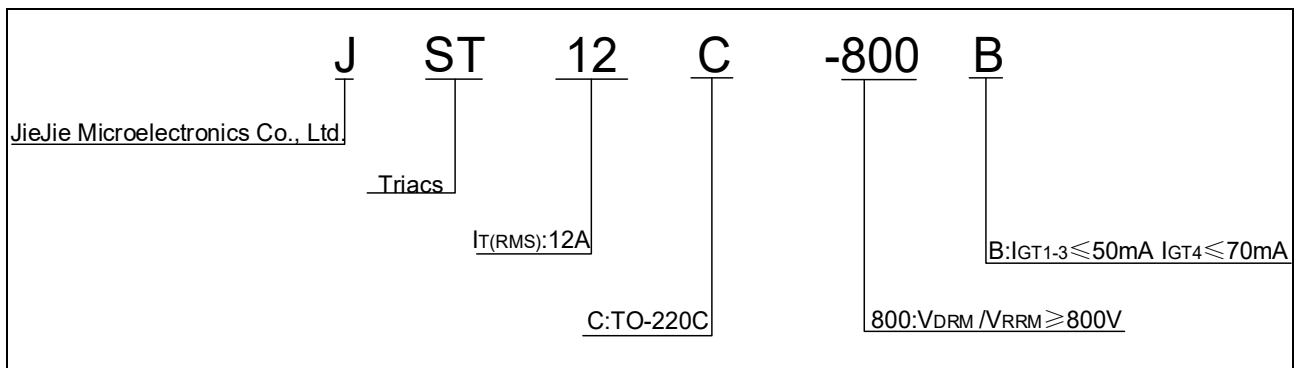 J ST 12 C -800 B
JieJie Microelectronics Co., Ltd.
Triacs
IT(RMS):12A
B:IGT1-3≤50mA IGT4≤70mA
C:TO-220C
800:VDRM /VRRM≥800V